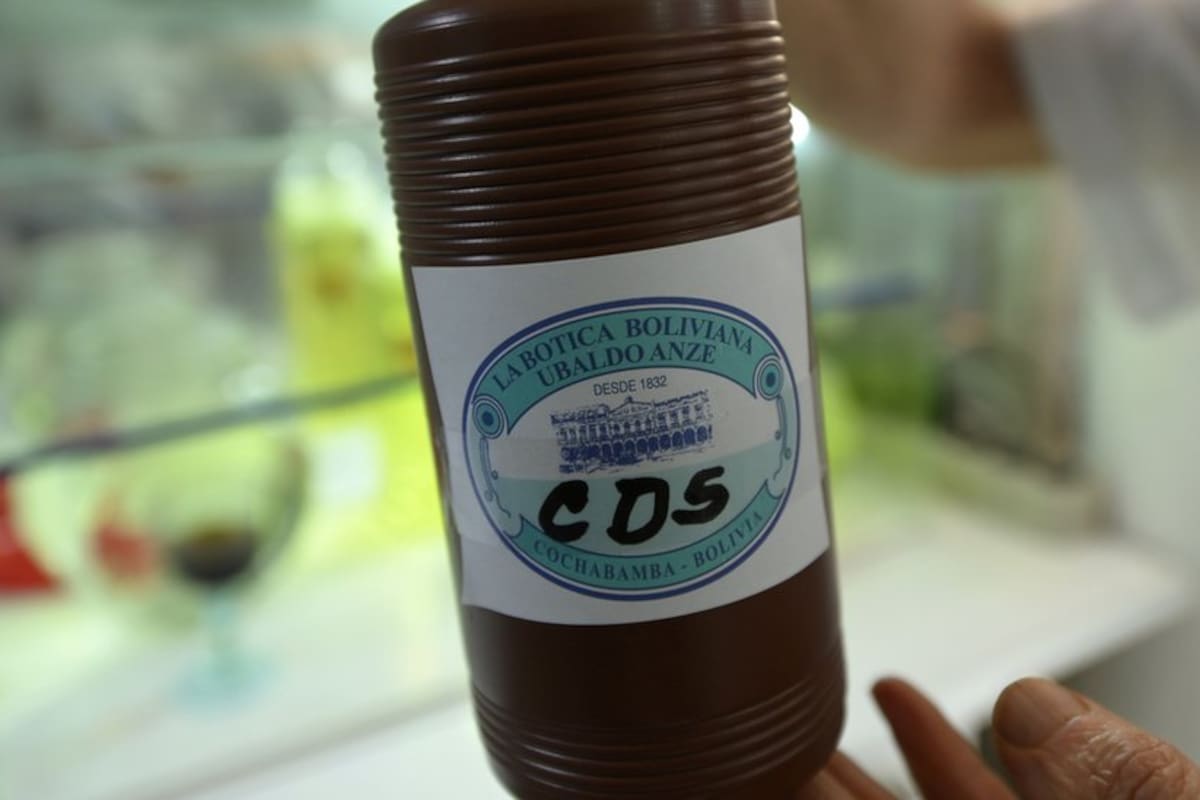 LA BOTICA BOLIVIANA
UBALDO ANZE
DESDE 1832
CDS
COCHABAMBA - BOLIVIA